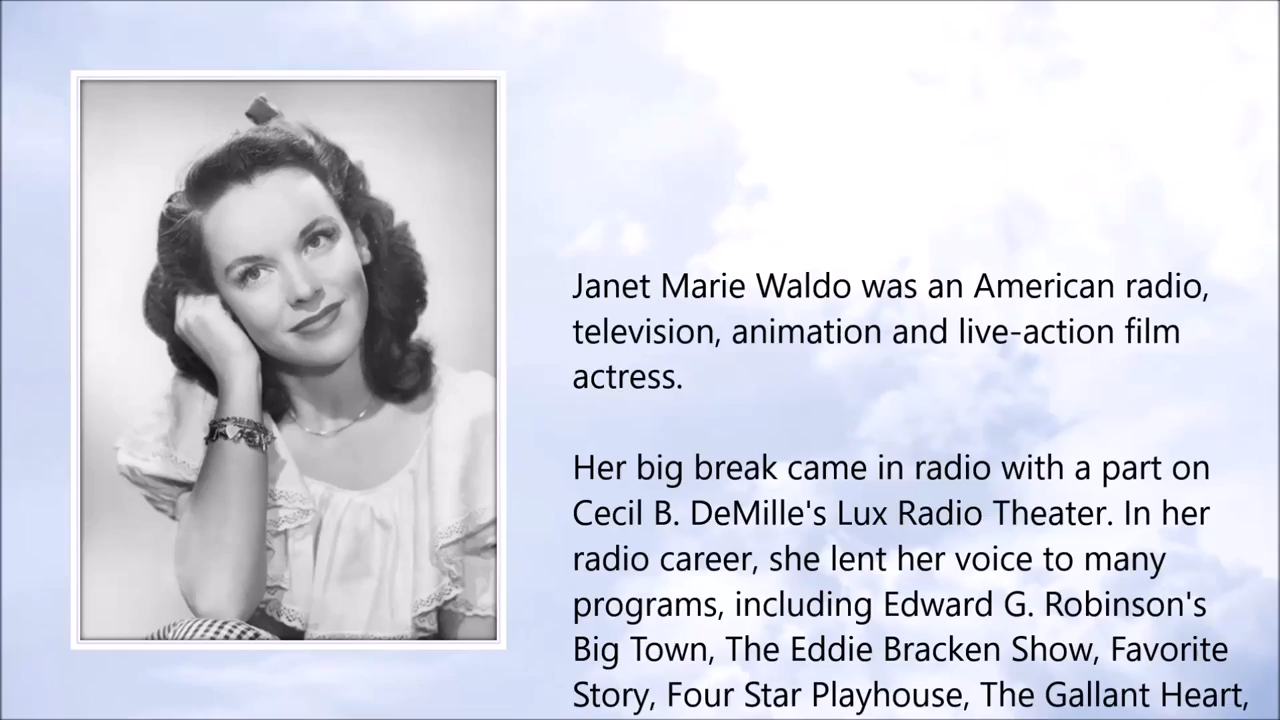 Janet Marie Waldo was an American radio,
television, animation and live-action film
actress.
Her big break came in radio with a part on
Cecil B. DeMille's Lux Radio Theater. In her
radio career, she lent her voice to many
programs, including Edward G. Robinson's
Big Town, The Eddie Bracken Show, Favorite
Story, Four Star Playhouse, The Gallant Heart,